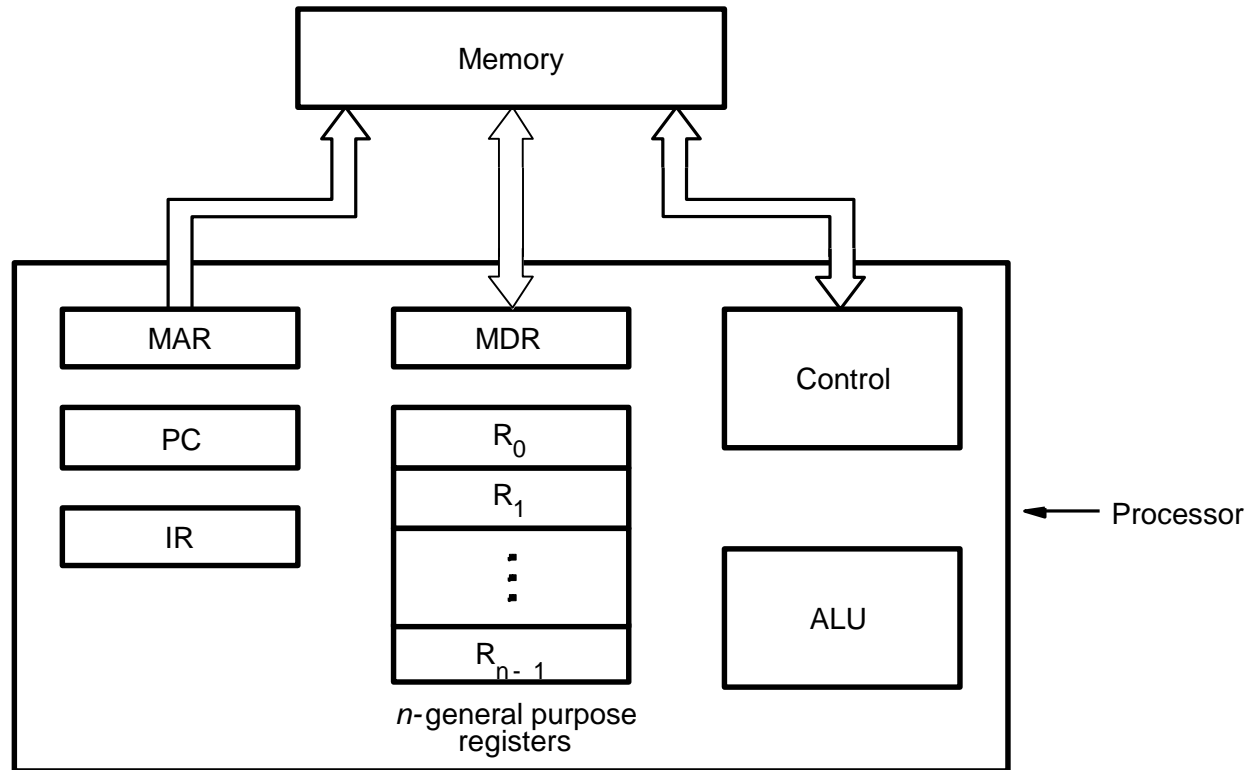 Memory
MAR
MDR
Control
PC
R0
R1
IR
Processor
ALU
Rn- 1
n-general purpose
registers